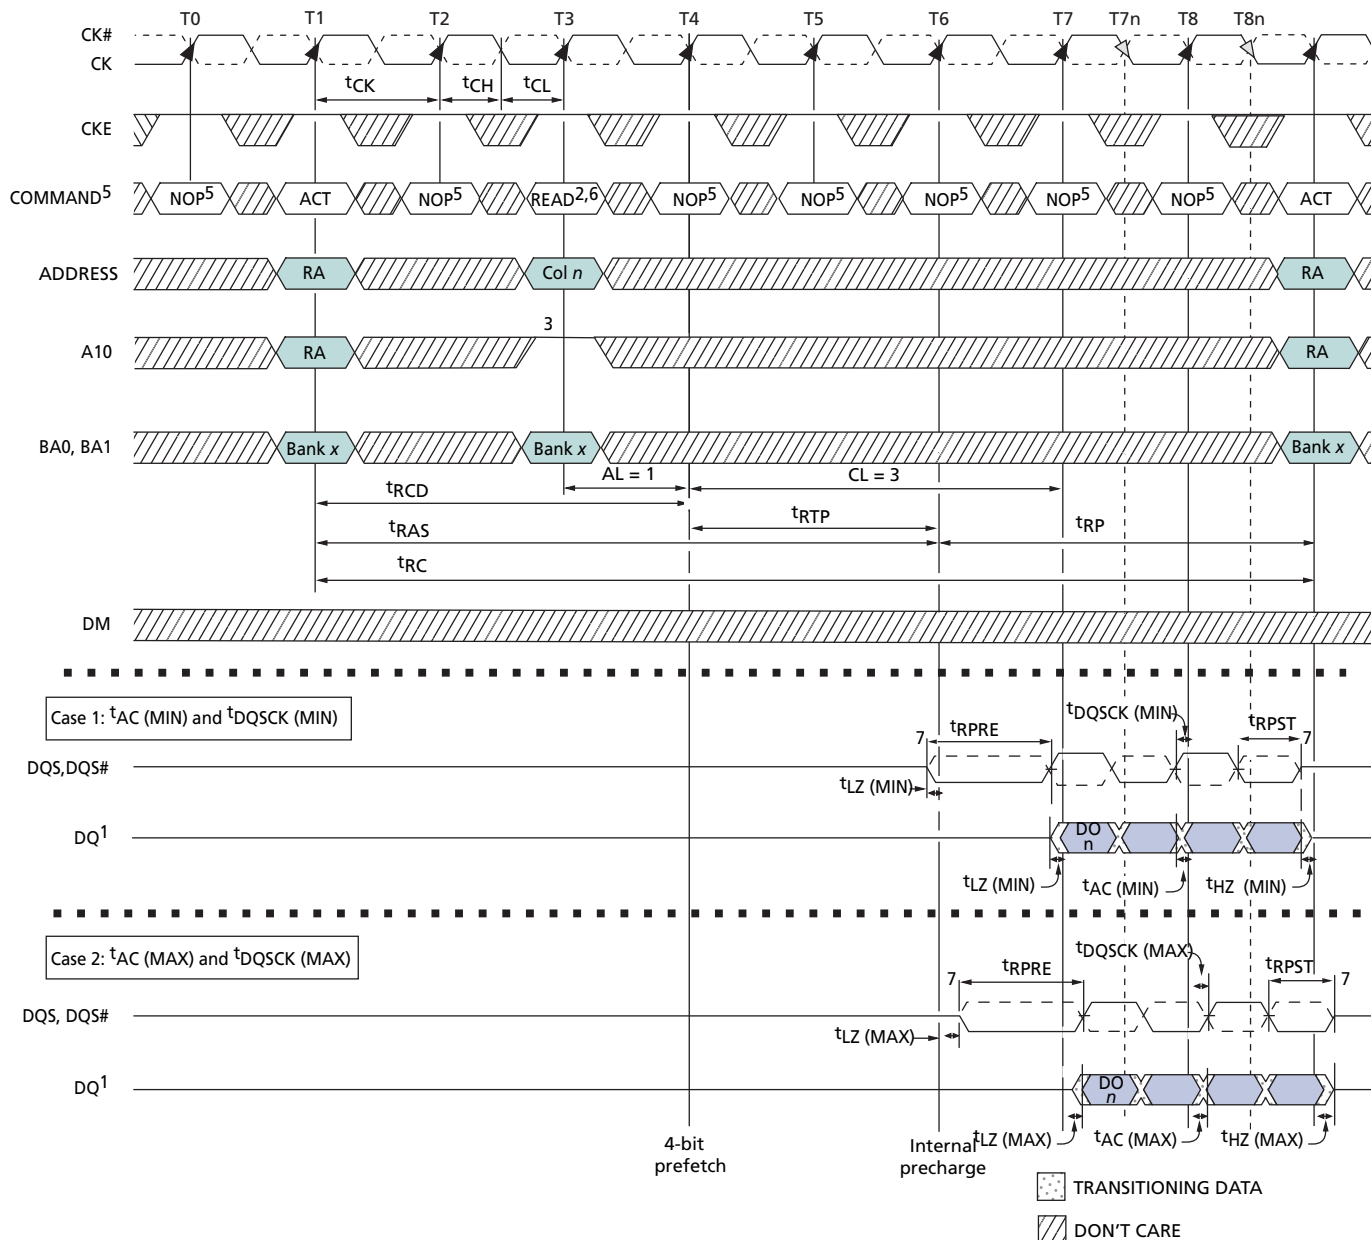 T0 T1 T2 T3 T4 T5 T6 T7 T7n T8 T8n
CK#
CK
tCK tCH tCL
CKE
COMMAND5 NOP5 ACT NOP5 READ2,6 NOP5 NOP5 NOP5 NOP5 NOP5 ACT
ADDRESS RA Col n RA
3
A10 RA RA
BA0, BA1 Bank x Bank x Bank x
AL = 1 CL = 3
tRCD
tRTP
tRAS tRP
tRC
DM
Case 1: tAC (MIN) and tDQSCK (MIN)
tDQSCK (MIN)
7 tRPRE tRPST 7
DQS,DQS#
tLZ (MIN)
DQ1 DO
n
tLZ (MIN) tAC (MIN) tHZ (MIN)
Case 2: tAC (MAX) and tDQSCK (MAX)
tDQSCK (MAX)
7 tRPRE tRPST 7
DQS, DQS#
tLZ (MAX)
DQ1 DO
n
tLZ (MAX) tAC (MAX) tHZ (MAX)
4-bit
prefetch
Internal
precharge
TRANSITIONING DATA
DON'T CARE